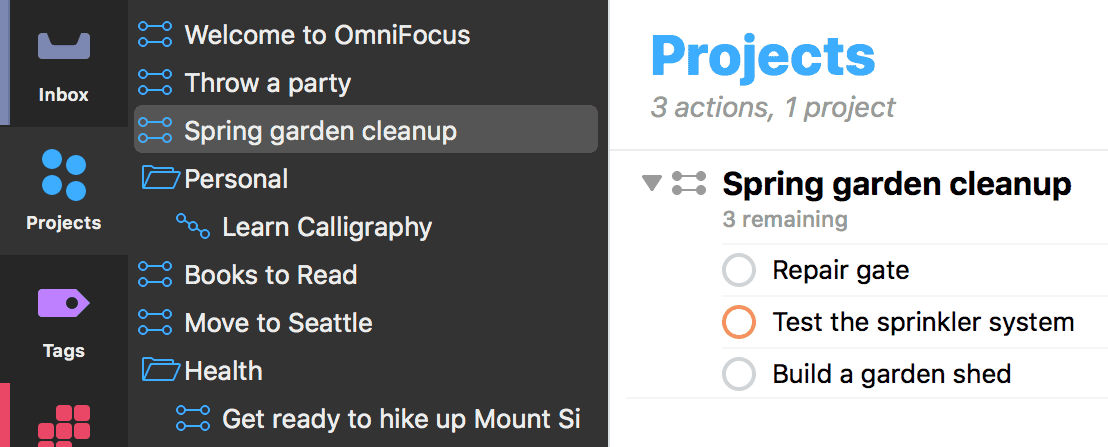 Inbox
Projects
Tags
Welcome to OmniFocus
Throw a party
Spring garden cleanup
Personal
Learn Calligraphy
Books to Read
Move to Seattle
Health
Get ready to hike up Mount Si
Projects
3 actions, 1 project
Spring garden cleanup
3 remaining
Repair gate
Test the sprinkler system
Build a garden shed